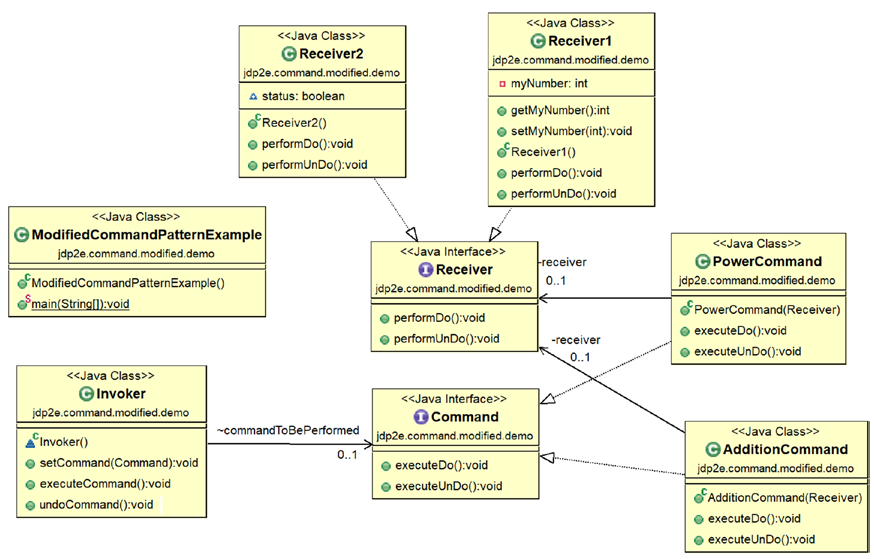 <<Java Class>>
Receiver2
jdp2e.command.modified.demo
status: boolean
Receiver2()
performDo():void
performUnDo():void
<<Java Class>>
Receiver1
jdp2e.command.modified.demo
myNumber: int
getMyNumber():int
setMyNumber(int):void
Receiver1()
performDo():void
performUnDo():void
<<Java Class>>
ModifiedCommandPatternExample
jdp2e.command.modified.demo
ModifiedCommandPatternExample()
main(String[]):void
<<Java Interface>>
Receiver
jdp2e.command.modified.demo
performDo():void
performUnDo():void
-receiver
0..1
<<Java Class>>
PowerCommand
jdp2e.command.modified.demo
PowerCommand(Receiver)
executeDo():void
executeUnDo():void
-receiver
0..1
<<Java Class>>
Invoker
jdp2e.command.modified.demo
Invoker()
setCommand(Command):void
executeCommand():void
undoCommand():void
~commandToBePerformed
0..1
<<Java Interface>>
Command
jdp2e.command.modified.demo
executeDo():void
executeUnDo():void
<<Java Class>>
AdditionCommand
jdp2e.command.modified.demo
AdditionCommand(Receiver)
executeDo():void
executeUnDo():void